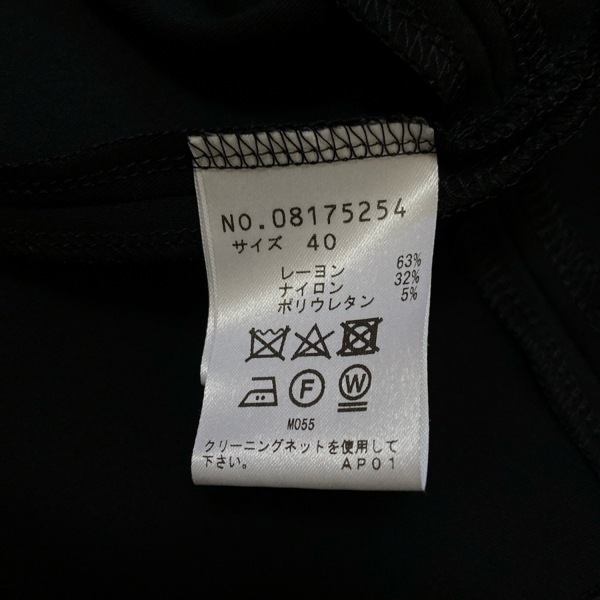 NO.08175254
サイズ 40
レーヨン 63%
ナイロン 32%
ポリウレタン 5%
F W
M055
クリーニングネットを使用して
下さい。 AP01